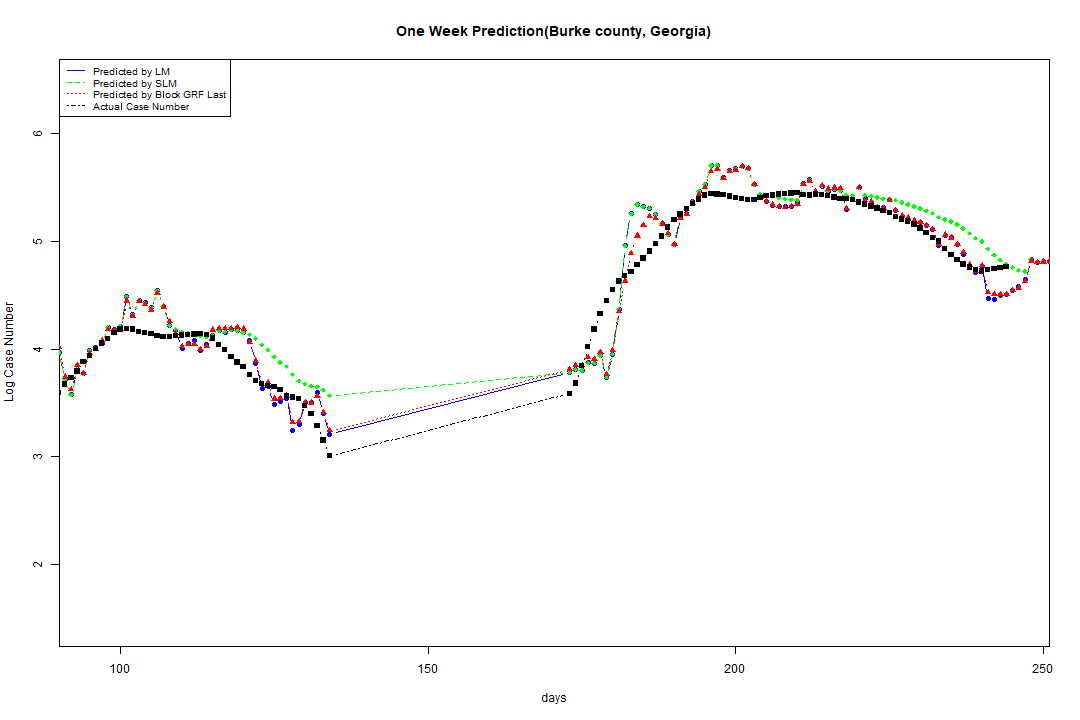 One Week Prediction(Burke county, Georgia)
Predicted by LM
Predicted by SLM
Predicted by Block GRF Last
Actual Case Number
6
5
4
3
2
Log Case Number
100 150 200 250
days